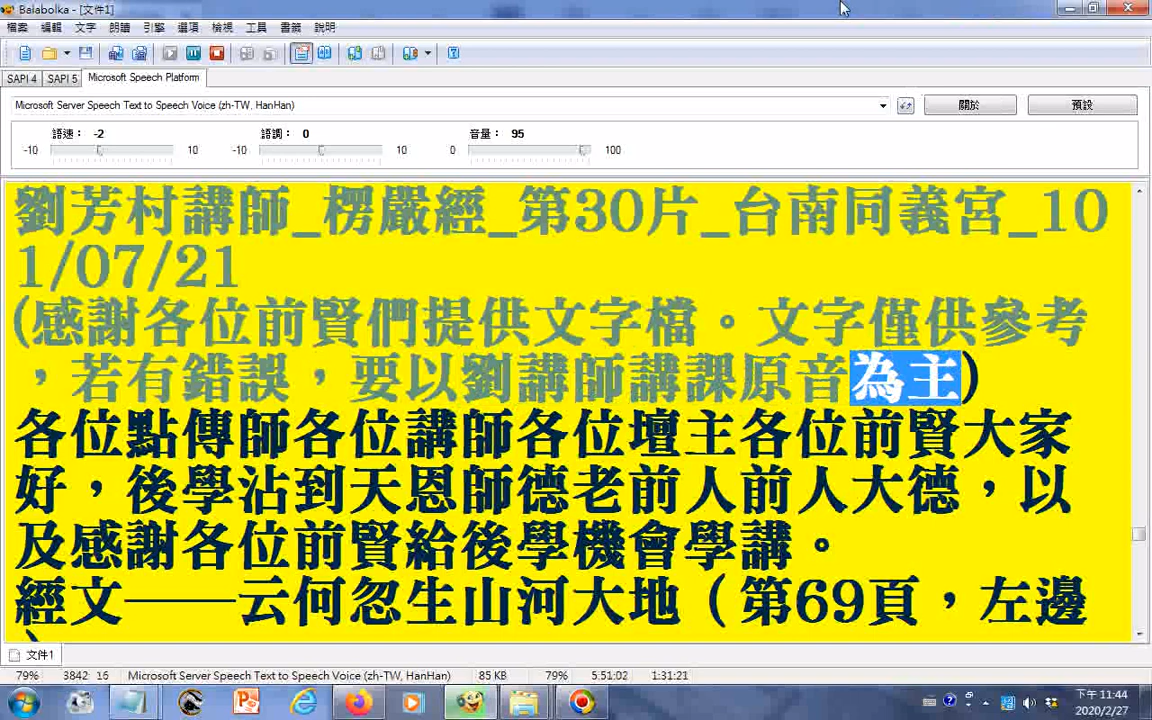 Balabolka - [文件1]
檔案 編輯 文字 朗讀 引擎 選項 檢視 工具 書籤 說明
SAPI 4 SAPI 5 Microsoft Speech Platform
Microsoft Server Speech Text to Speech Voice (zh-TW, HanHan) 關於 預設
語速： -2 語調： 0 音量： 95
-10 10 -10 10 0 100
劉芳村講師_楞嚴經_第30片_台南同義宮_10
1/07/21
(感謝各位前賢們提供文字檔。文字僅供參考
，若有錯誤，要以劉講師講課原音為主)
各位點傳師各位講師各位壇主各位前賢大家
好，後學沾到天恩師德老前人前人大德，以
及感謝各位前賢給後學機會學講。
經文——云何忽生山河大地（第69頁，左邊
文件1
79% 3842: 16 Microsoft Server Speech Text to Speech Voice (zh-TW, HanHan) 85 KB 79% 5:51:02 1:31:21
下午 11:44
2020/2/27